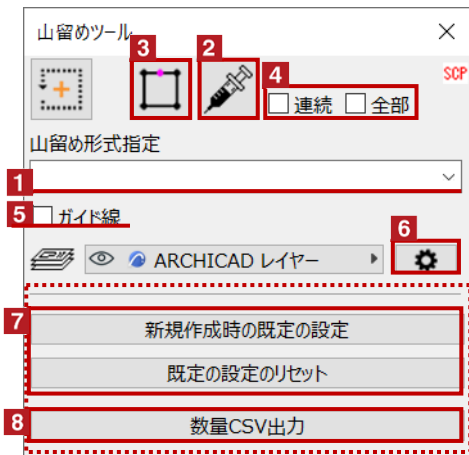 山留めツール
3
2
4
SCP
連続 全部
山留め形式指定
1
5 ガイド線
6
ARCHICAD レイヤー
7 新規作成時の既定の設定
既定の設定のリセット
8 数量CSV出力